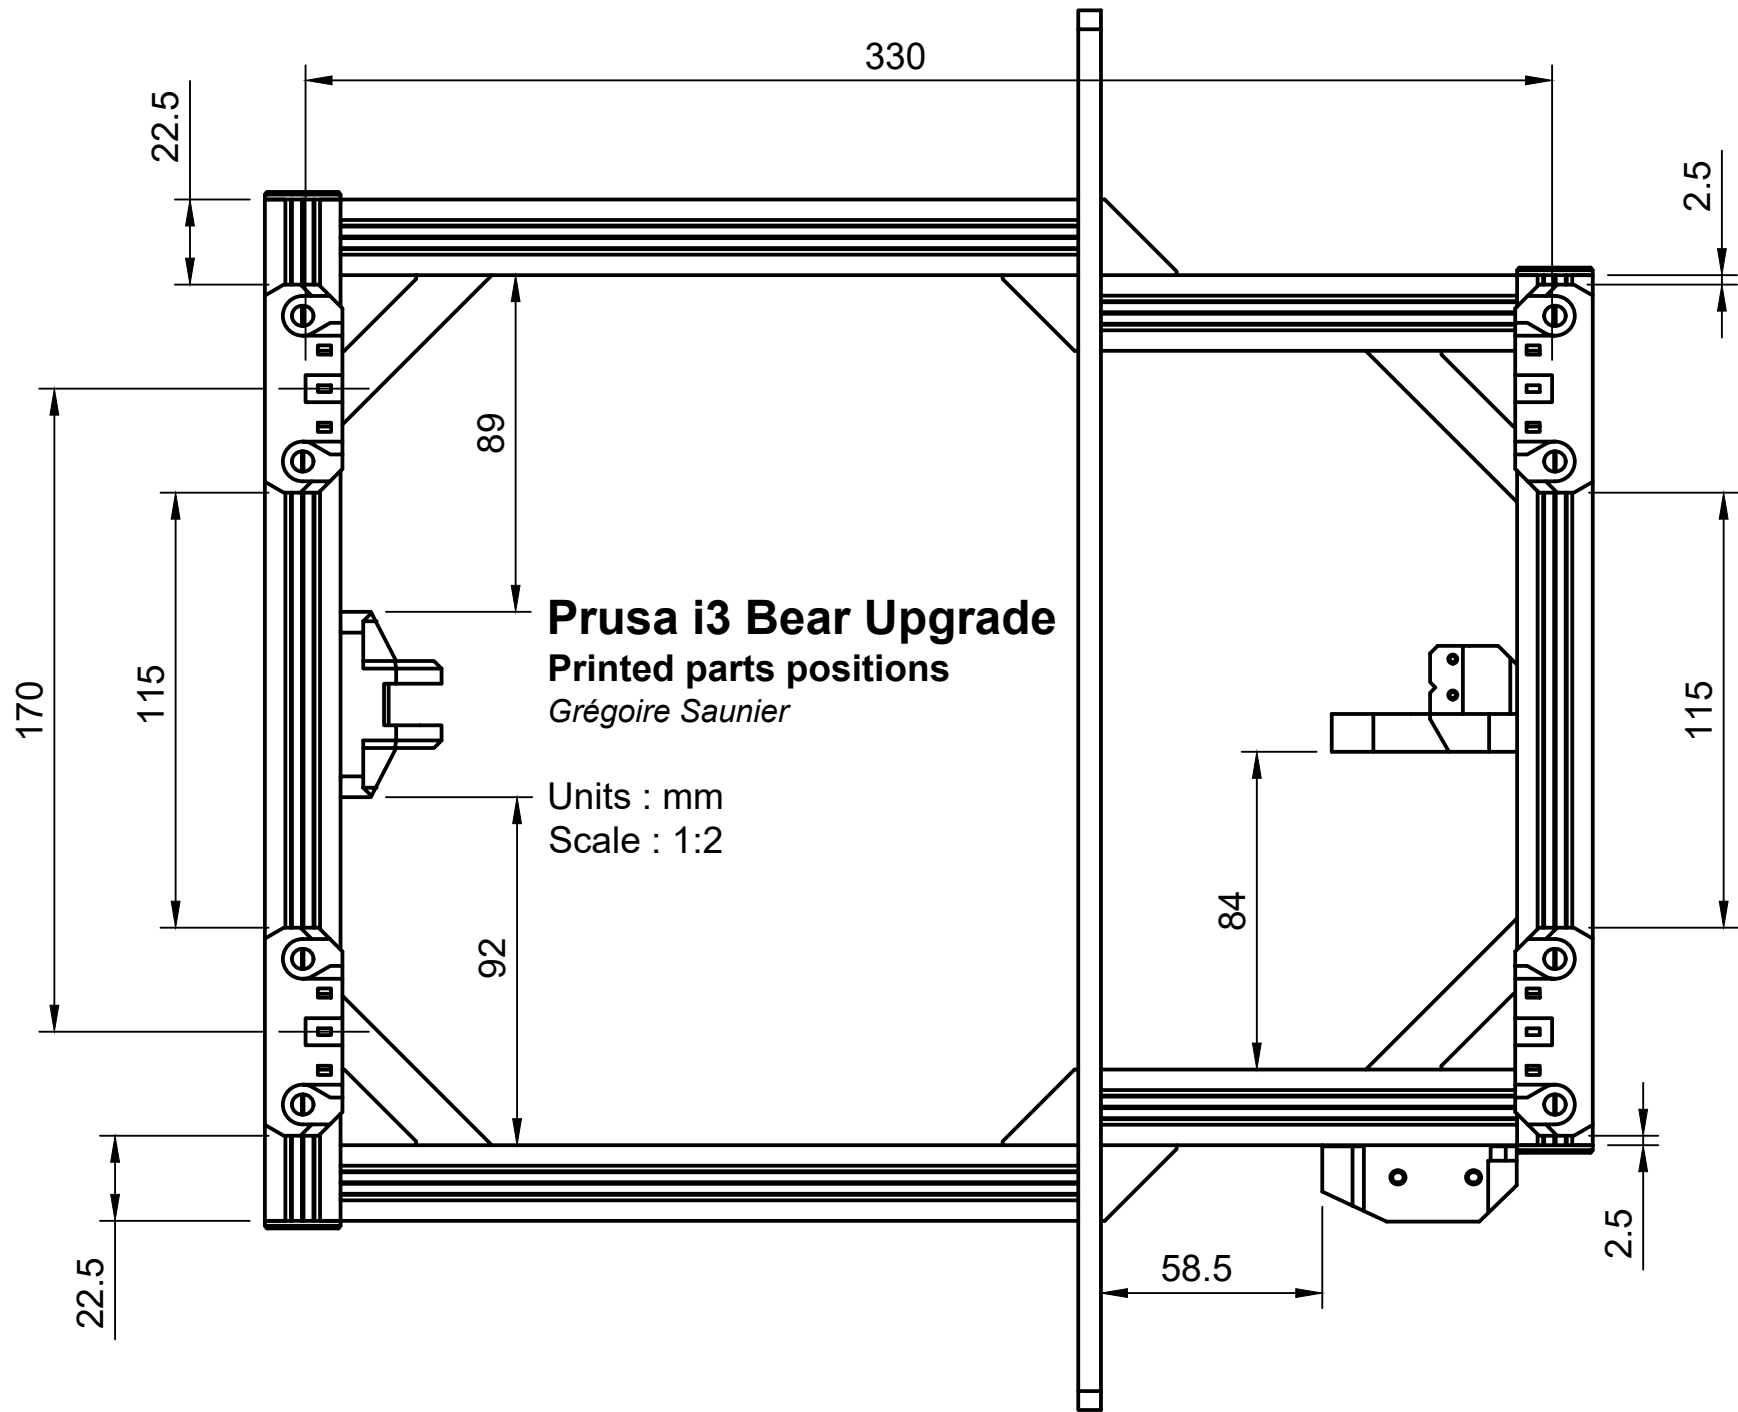 330
22.5
2.5
89
Prusa i3 Bear Upgrade
Printed parts positions
Grégoire Saunier
170
115
115
Units : mm
Scale : 1:2
84
92
2.5
58.5
22.5